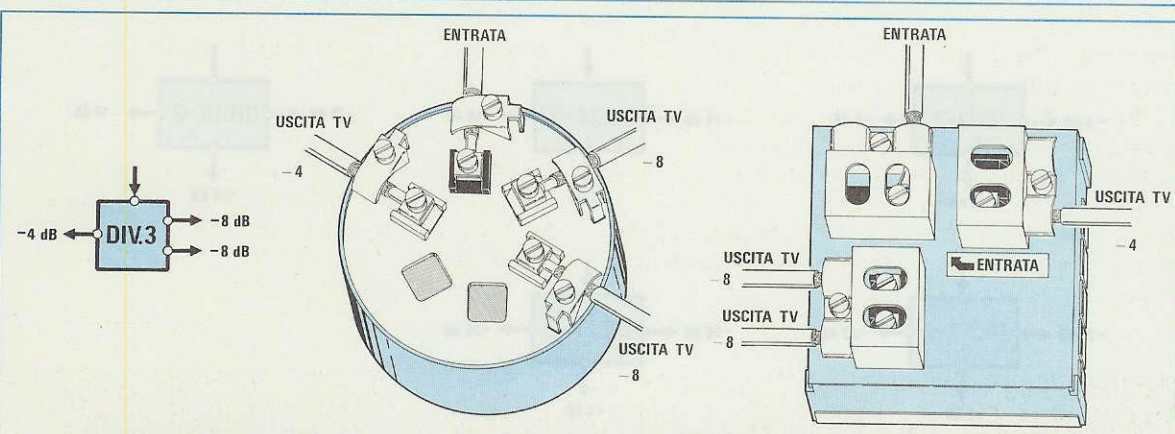 ENTRATA
USCITA TV
–4
USCITA TV
–8
USCITA TV
–8
–4 dB
DIV.3
–8 dB
–8 dB
ENTRATA
USCITA TV
–4
ENTRATA
USCITA TV
–8
USCITA TV
–8